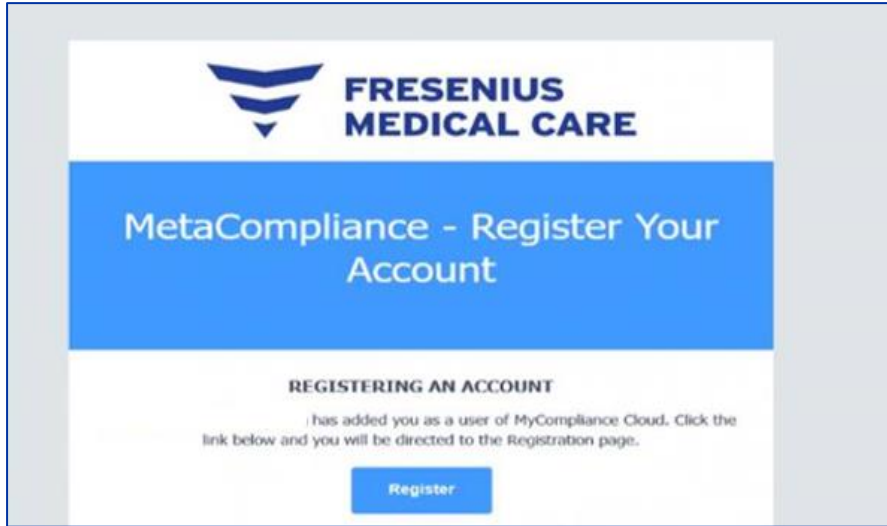 FRESENIUS
MEDICAL CARE
MetaCompliance - Register Your
Account
REGISTERING AN ACCOUNT
has added you as a user of MyCompliance Cloud. Click the
link below and you will be directed to the Registration page.
Register